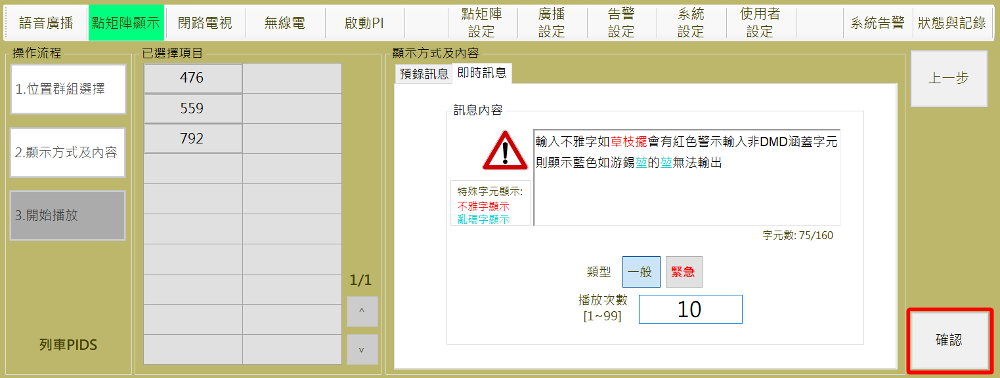 語音廣播
點矩陣顯示
閉路電視
無線電
啟動PI
點矩陣
設定
廣播
設定
告警
設定
系統
設定
使用者
設定
系統告警
狀態與記錄
操作流程
1.位置群組選擇
2.顯示方式及內容
3.開始播放
列車PIDS
已選擇項目
476
559
792
1/1
^
v
顯示方式及內容
預錄訊息
即時訊息
訊息內容
輸入不雅字如草枝擺會有紅色警示輸入非DMD涵蓋字元
則顯示藍色如游錫堃的堃無法輸出
特殊字元顯示:
不雅字顯示
亂碼字顯示
字元數: 75/160
類型
一般
緊急
播放次數
[1~99]
10
上一步
確認